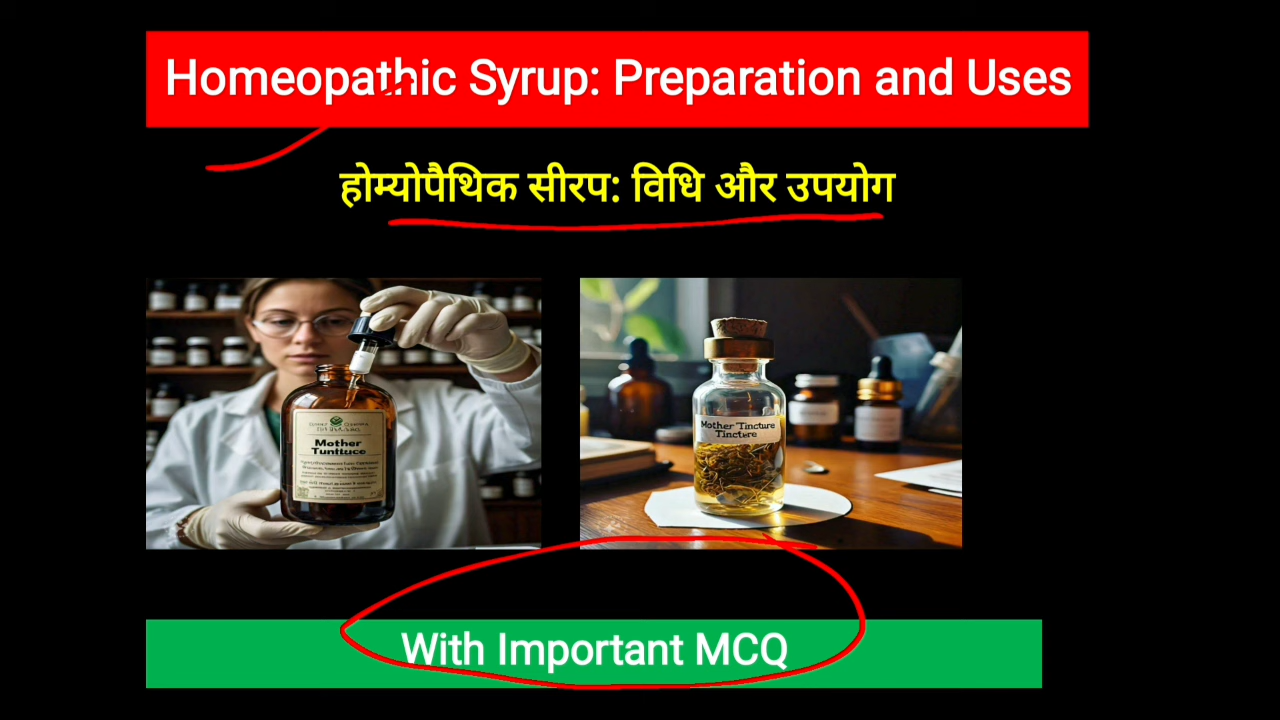 Homeopathic Syrup: Preparation and Uses
होम्योपैथिक सीरप: विधि और उपयोग
Mother
Tuntluce
Mother Tincture
Tincture
With Important MCQ